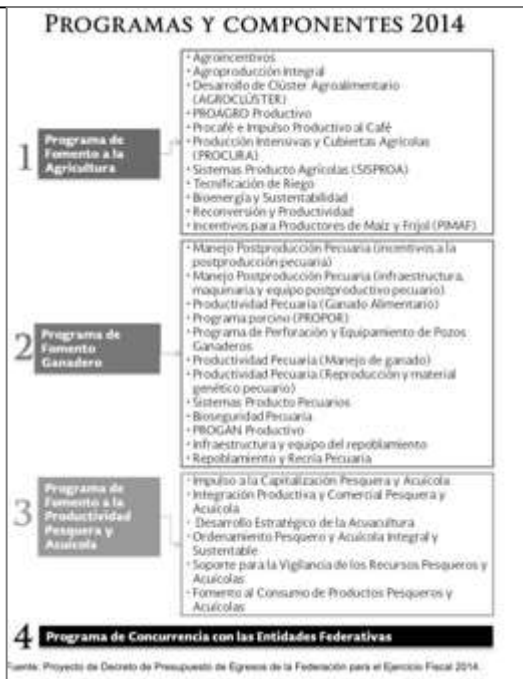 PROGRAMAS Y COMPONENTES 2014
1
Programa de
Fomento a la
Agricultura
• Agroincentivos
• Agroproducción Integral
• Desarrollo de Clúster Agroalimentario
(AGROCLÚSTER)
• PROAGRO Productivo
• Procafé e Impulso Productivo al Café
• Producción Intensivas y Cubiertas Agrícolas
(PROCURA)
• Sistemas Producto Agrícolas (SISPROA)
• Tecnificación de Riego
• Bioenergía y Sustentabilidad
• Reconversión y Productividad
• Incentivos para Productores de Maíz y Frijol (PIMAF)
2
Programa de
Fomento
Ganadero
• Manejo Postproducción Pecuaria (incentivos a la
postproducción pecuaria)
• Manejo Postproducción Pecuaria (infraestructura,
maquinaria y equipo postproductivo pecuario)
• Productividad Pecuaria (Ganado Alimentario)
• Programa porcino (PROPOR)
• Programa de Perforación y Equipamiento de Pozos
Ganaderos
• Productividad Pecuaria (Manejo de ganado)
• Productividad Pecuaria (Reproducción y material
genético pecuario)
• Sistemas Producto Pecuarios
• Bioseguridad Pecuaria
• PROGAN Productivo
• Infraestructura y equipo del repoblamiento
• Repoblamiento y Recría Pecuaria
3
Programa de
Fomento a la
Productividad
Pesquera y
Acuícola
• Impulso a la Capitalización Pesquera y Acuícola
• Integración Productiva y Comercial Pesquera y
Acuícola
• Desarrollo Estratégico de la Acuacultura
• Ordenamiento Pesquero y Acuícola Integral y
Sustentable
• Soporte para la Vigilancia de los Recursos Pesqueros y
Acuícolas
• Fomento al Consumo de Productos Pesqueros y
Acuícolas
4 Programa de Concurrencia con las Entidades Federativas
Fuente: Proyecto de Decreto de Presupuesto de Egresos de la Federación para el Ejercicio Fiscal 2014.